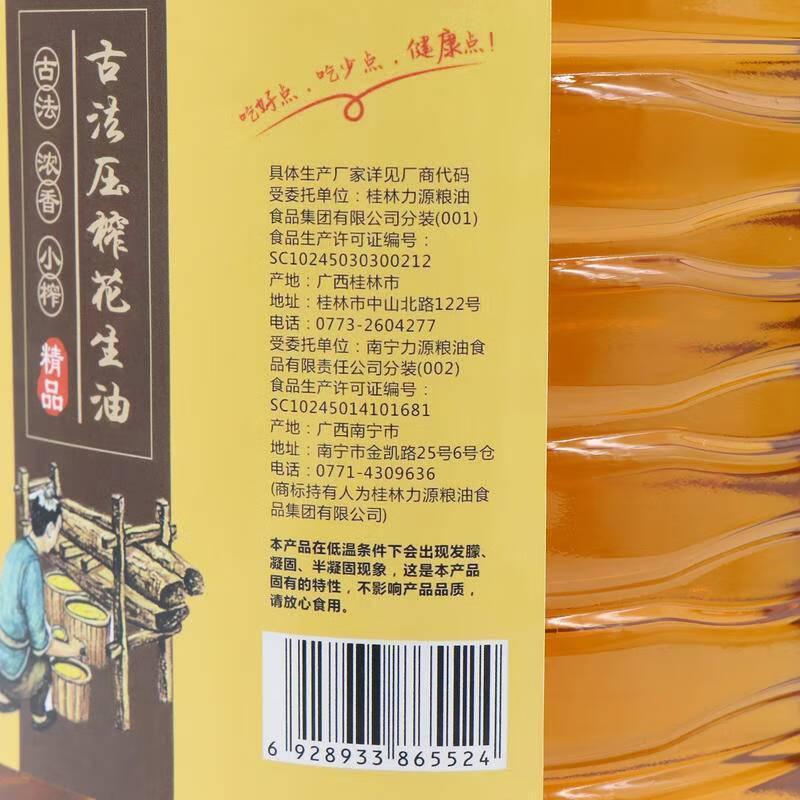 古法压榨花生油
古法
浓香
小榨
精品
吃好点，吃少点，健康点！
具体生产厂家详见厂商代码
受委托单位：桂林力源粮油
食品集团有限公司分装(001)
食品生产许可证编号：
SC10245030300212
产地：广西桂林市
地址：桂林市中山北路122号
电话：0773-2604277
受委托单位：南宁力源粮油食
品有限责任公司分装(002)
食品生产许可证编号：
SC10245014101681
产地：广西南宁市
地址：南宁市金凯路25号6号仓
电话：0771-4309636
(商标持有人为桂林力源粮油食
品集团有限公司)
本产品在低温条件下会出现发朦、
凝固、半凝固现象，这是本产品
固有的特性，不影响产品品质，
请放心食用。
6 928933 865524